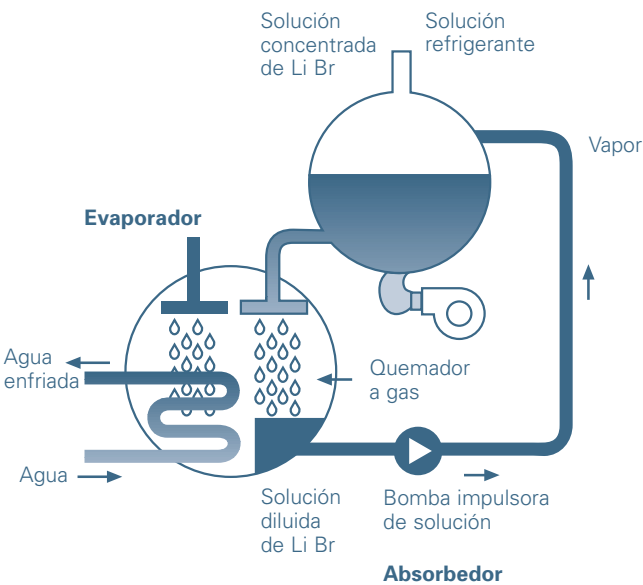 Solución
concentrada
de Li Br
Solución
refrigerante
Vapor
Evaporador
Agua
enfriada
Quemador
a gas
Agua
Solución
diluida
de Li Br
Bomba impulsora
de solución
Absorbedor